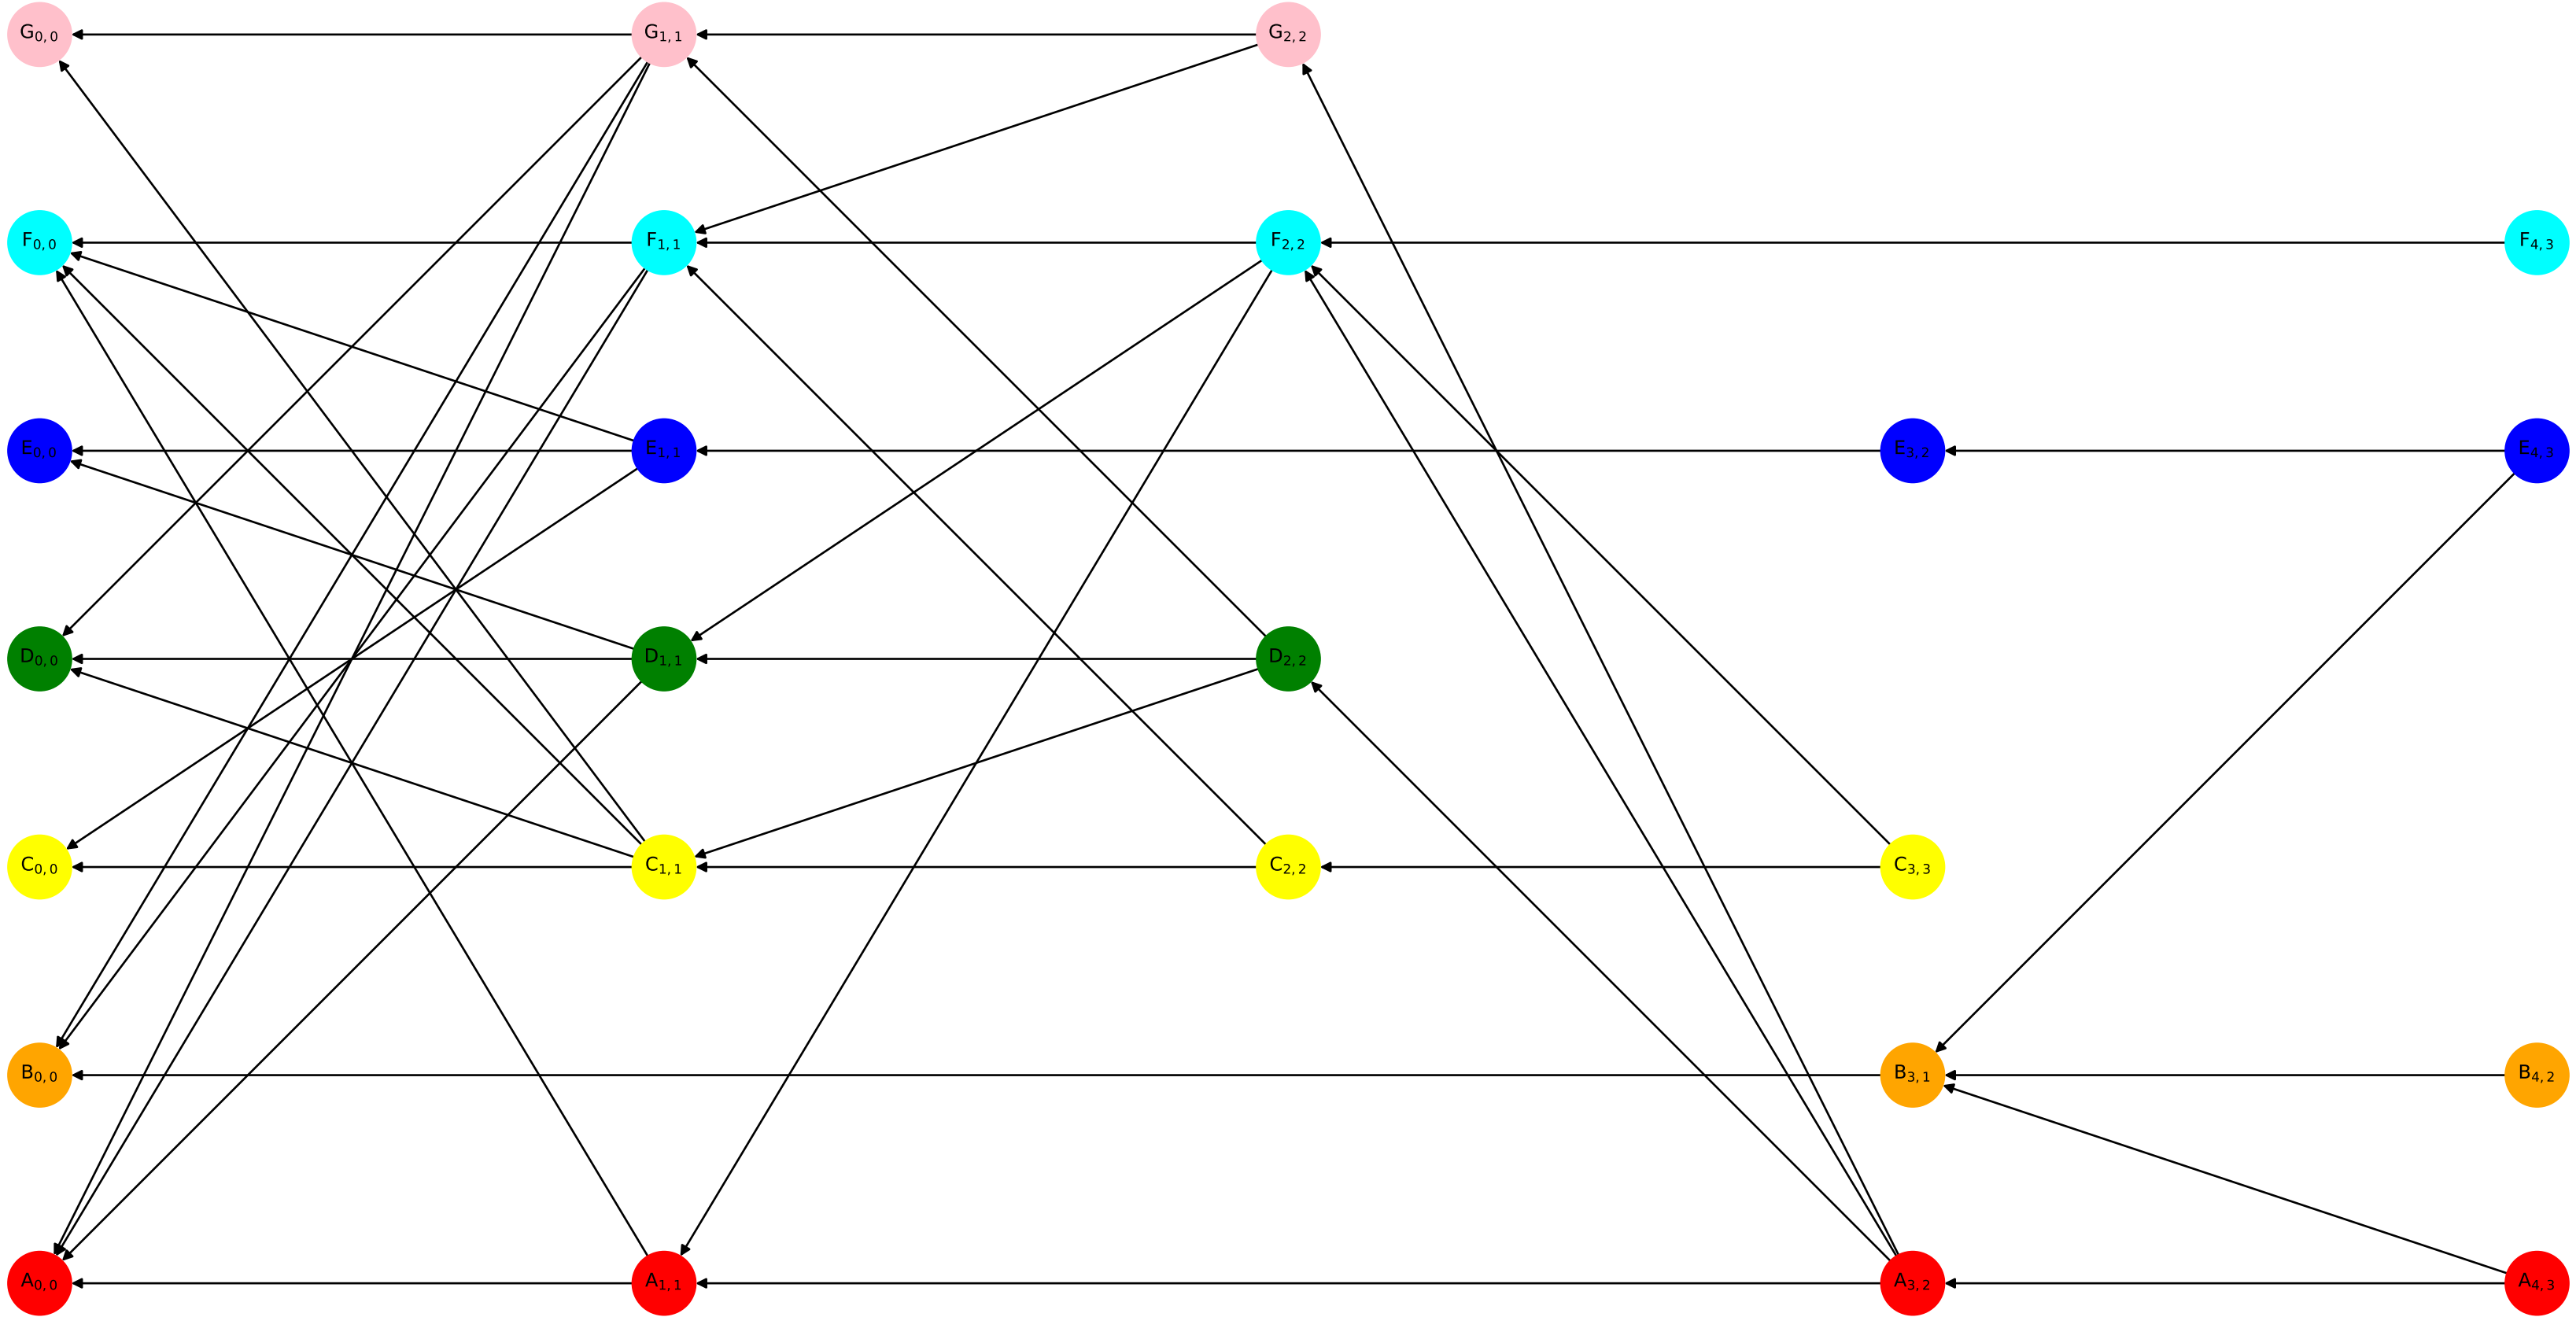 G0,0 G1,1 G2,2
F0,0 F1,1 F2,2 F4,3
E0,0 E1,1 E3,2 E4,3
D0,0 D1,1 D2,2
C0,0 C1,1 C2,2 C3,3
B0,0 B3,1 B4,2
A0,0 A1,1 A3,2 A4,3